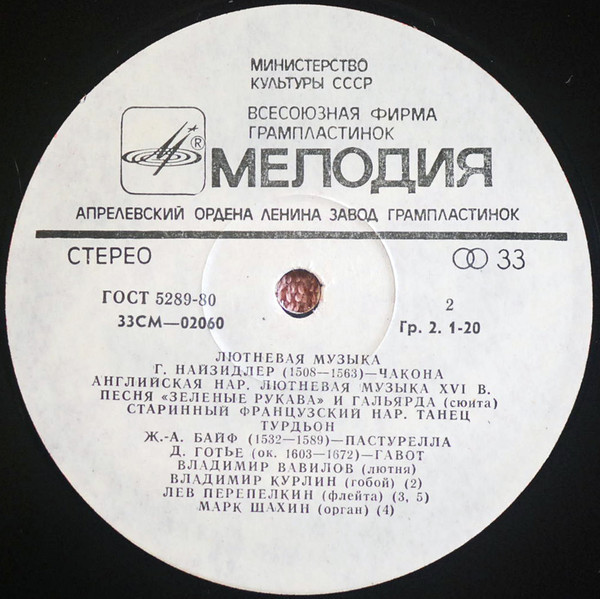 МИНИСТЕРСТВО
КУЛЬТУРЫ СССР
ВСЕСОЮЗНАЯ ФИРМА
ГРАМПЛАСТИНОК
®
МЕЛОДИЯ
АПРЕЛЕВСКИЙ ОРДЕНА ЛЕНИНА ЗАВОД ГРАМПЛАСТИНОК
СТЕРЕО
33
ГОСТ 5289-80
2
33СМ—02060
Гр. 2. 1-20
ЛЮТНЕВАЯ МУЗЫКА
Г. НАЙЗИДЛЕР (1508—1563)—ЧАКОНА
АНГЛИЙСКАЯ НАР. ЛЮТНЕВАЯ МУЗЫКА XVI В.
ПЕСНЯ «ЗЕЛЕНЫЕ РУКАВА» И ГАЛЬЯРДА (сюита)
СТАРИННЫЙ ФРАНЦУЗСКИЙ НАР. ТАНЕЦ
ТУРДЬОН
Ж.-А. БАЙФ (1532—1589)—ПАСТУРЕЛЛА
Д. ГОТЬЕ (ок. 1603—1672)—ГАВОТ
ВЛАДИМИР ВАВИЛОВ (лютня)
ВЛАДИМИР КУРЛИН (гобой) (2)
ЛЕВ ПЕРЕПЕЛКИН (флейта) (3, 5)
МАРК ШАХИН (орган) (4)